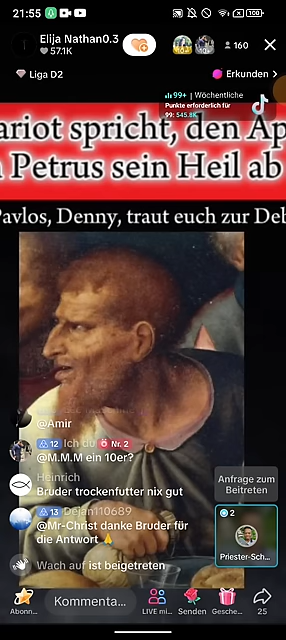 21:55
100
Elija Nathan0.3
57.1K
160
Liga D2
Erkunden
99+ | Wöchentliche
Punkte erforderlich für
99: 545.8K
ariot spricht, den Ap
Petrus sein Heil ab
Pavlos, Denny, traut euch zur Deb
@Amir
12 Ich du Nr. 2
@M.M.M ein 10er?
Heinrich
Bruder trockenfutter nix gut
13 Dejan110689
@Mr-Christ danke Bruder für
die Antwort
Wach auf ist beigetreten
Anfrage zum
Beitreten
2
Priester-Sch...
Abonn...
Kommenta...
LIVE mi...
Senden
Gesche...
25